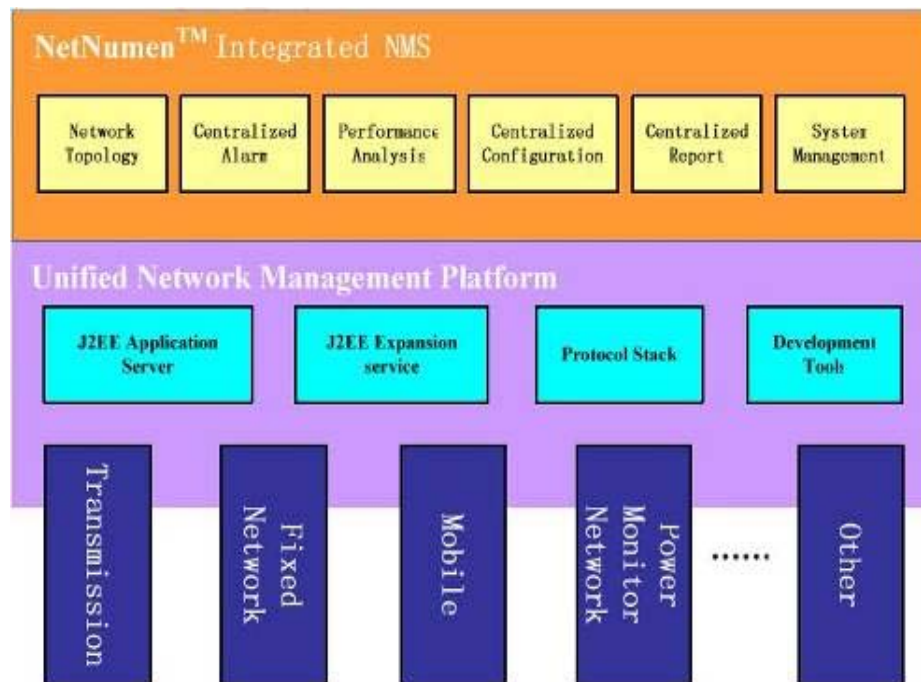 NetNumen™ Integrated NMS
Network
Topology
Centralized
Alarm
Performance
Analysis
Centralized
Configuration
Centralized
Report
System
Management
Unified Network Management Platform
J2EE Application
Server
J2EE Expansion
service
Protocol Stack
Development
Tools
Transmission
Fixed
Network
Mobile
Power
Monitor
Network
......
Other